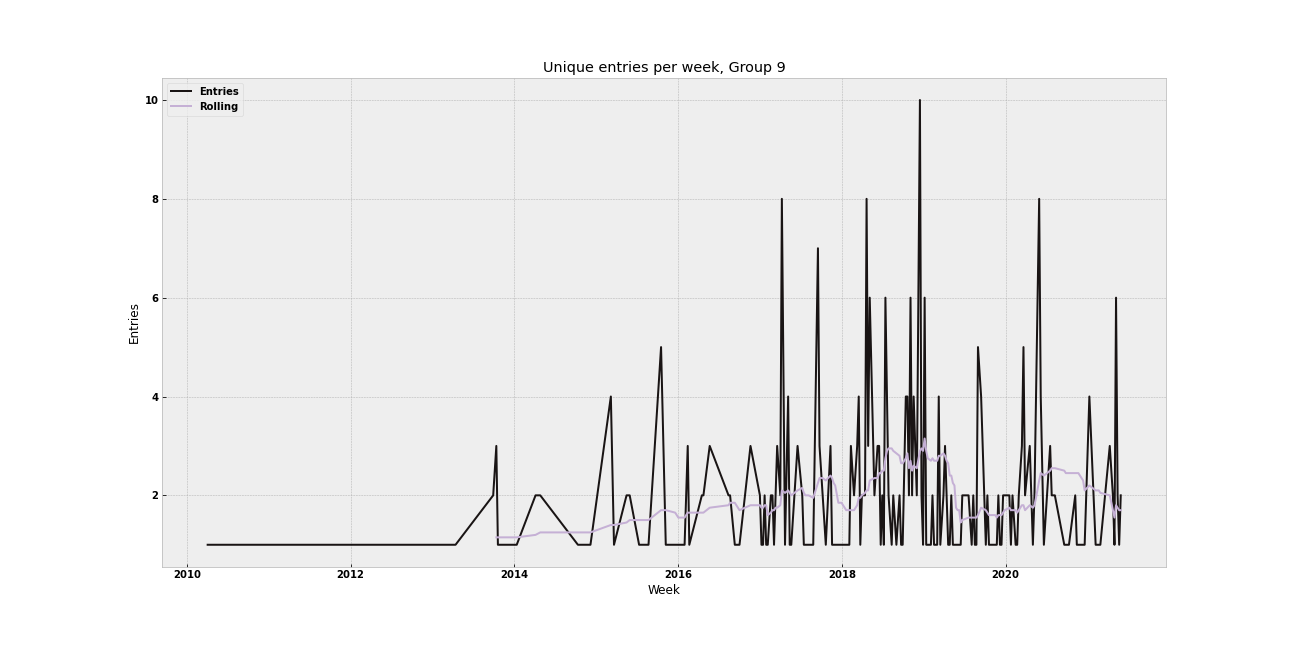 Unique entries per week, Group 9
Entries
Rolling
10
8
6
4
2
Entries
2010 2012 2014 2016 2018 2020
Week